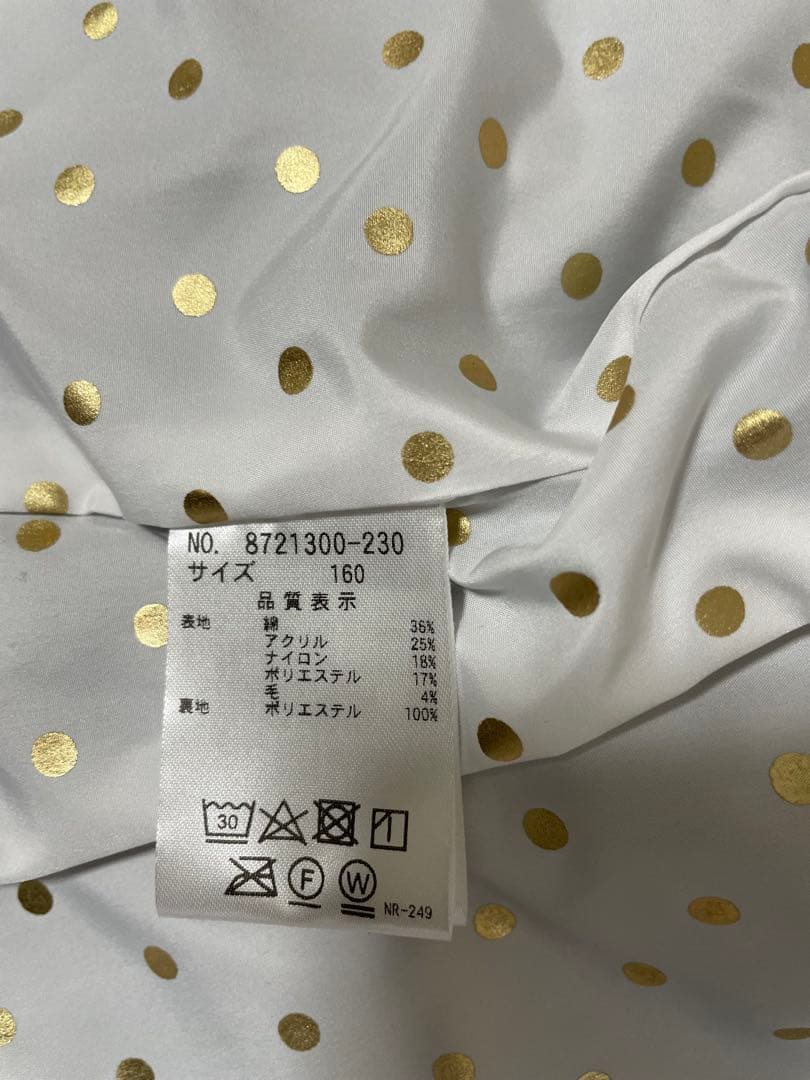 NO. 8721300-230
サイズ 160
品質表示
表地 綿 36%
アクリル 25%
ナイロン 18%
ポリエステル 17%
毛 4%
裏地 ポリエステル 100%
30
F W NR-249